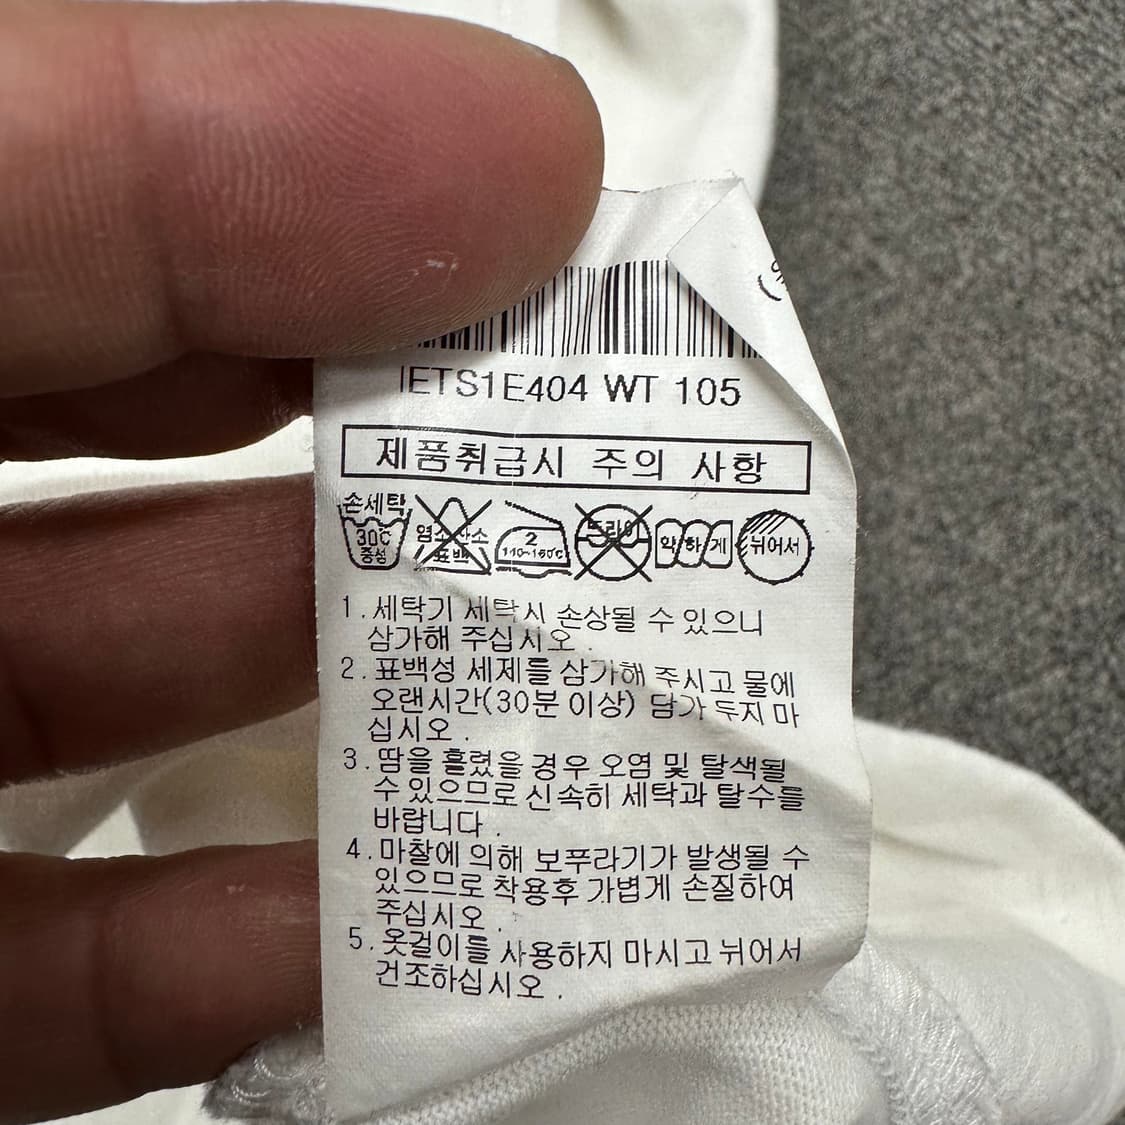 IETS1E404 WT 105
제품취급시 주의 사항
손세탁
30℃
중성
염소산소
표백
2
140~160℃
드라이
약하게
뉘어서
1.세탁기 세탁시 손상될 수 있으니
삼가해 주십시오.
2.표백성 세제를 삼가해 주시고 물에
오랜시간(30분 이상) 담가 두지 마
십시오.
3.땀을 흘렸을 경우 오염 및 탈색될
수 있으므로 신속히 세탁과 탈수를
바랍니다.
4.마찰에 의해 보푸라기가 발생될 수
있으므로 착용후 가볍게 손질하여
주십시오.
5.옷걸이를 사용하지 마시고 뉘어서
건조하십시오.